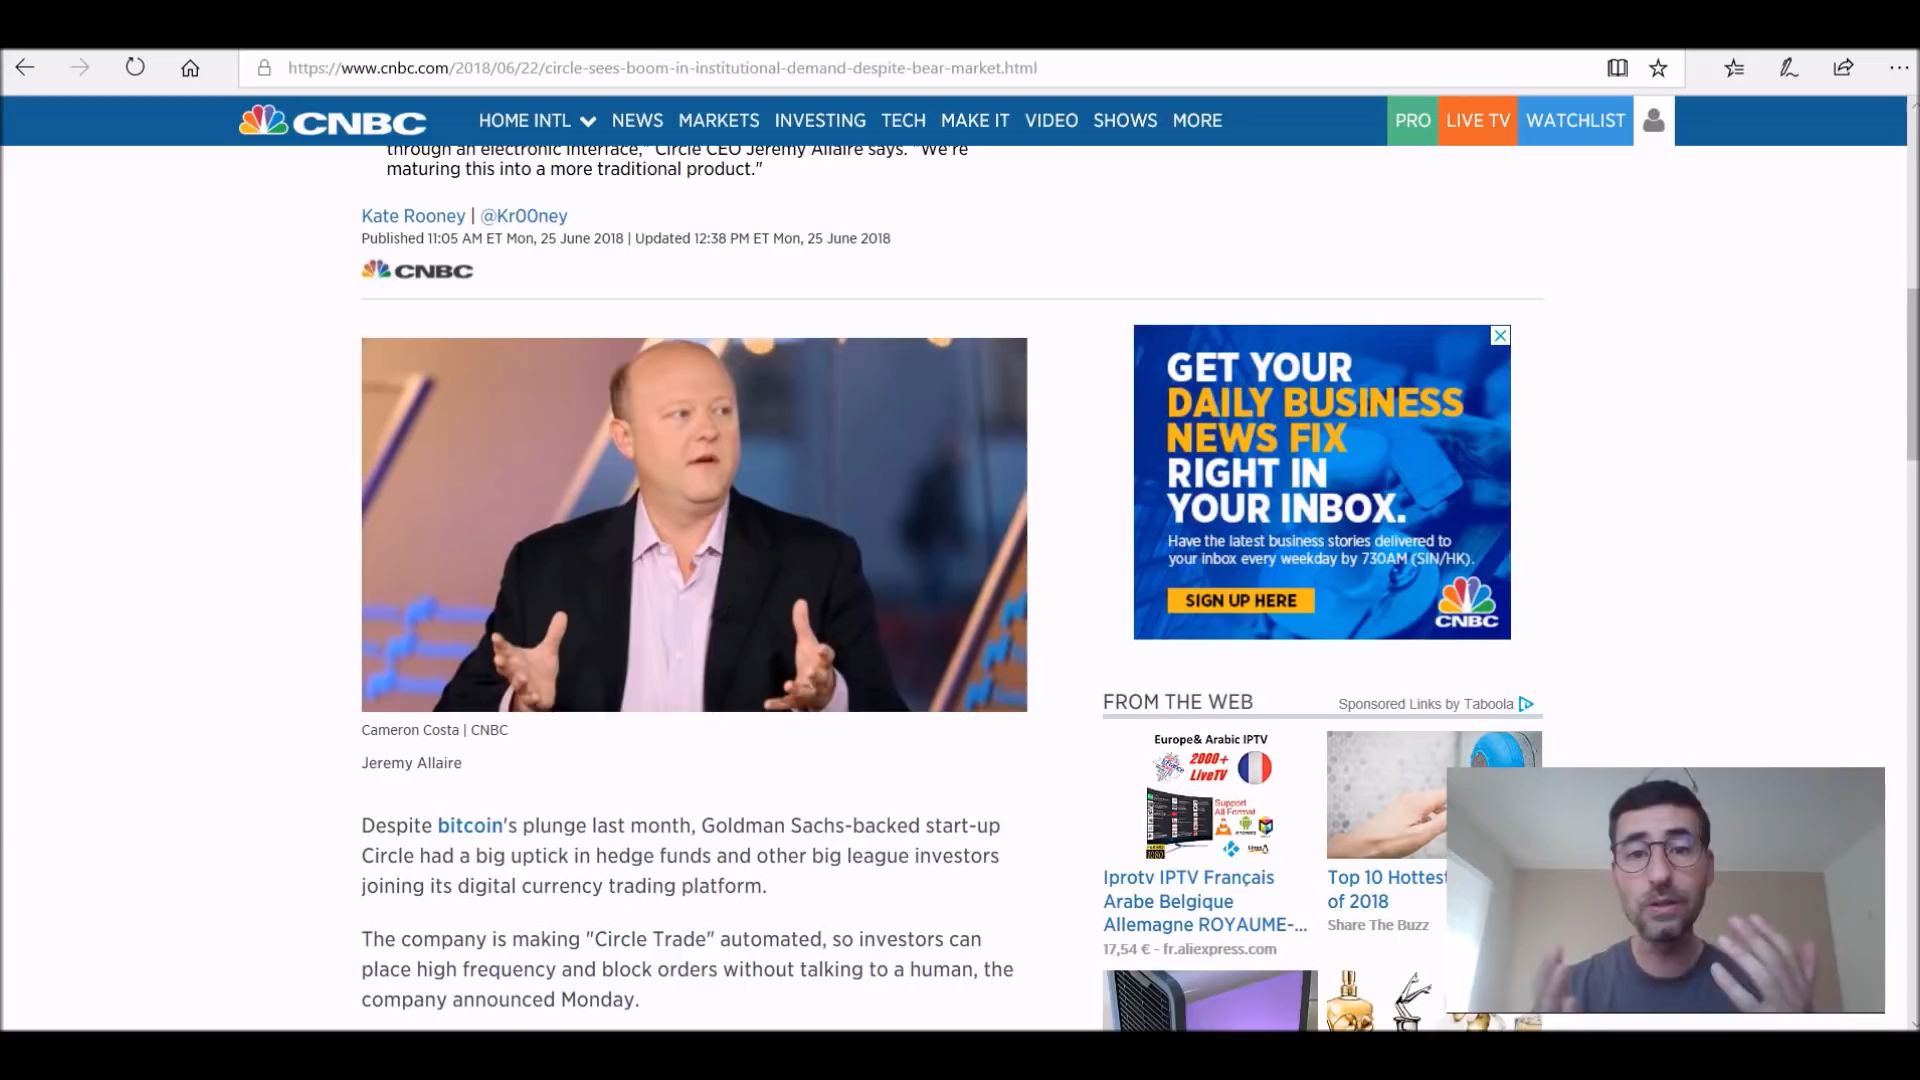 https://www.cnbc.com/2018/06/22/circle-sees-boom-in-institutional-demand-despite-bear-market.html
CNBC HOME INTL NEWS MARKETS INVESTING TECH MAKE IT VIDEO SHOWS MORE PRO LIVE TV WATCHLIST
through an electronic interface," Circle CEO Jeremy Allaire says. "We're
maturing this into a more traditional product."
Kate Rooney | @Kr00ney
Published 11:05 AM ET Mon, 25 June 2018 | Updated 12:38 PM ET Mon, 25 June 2018
CNBC
Cameron Costa | CNBC
Jeremy Allaire
Despite bitcoin's plunge last month, Goldman Sachs-backed start-up
Circle had a big uptick in hedge funds and other big league investors
joining its digital currency trading platform.
The company is making "Circle Trade" automated, so investors can
place high frequency and block orders without talking to a human, the
company announced Monday.
GET YOUR
DAILY BUSINESS
NEWS FIX
RIGHT IN
YOUR INBOX.
Have the latest business stories delivered to
your inbox every weekday by 730AM (SIN/HK).
SIGN UP HERE
CNBC
FROM THE WEB
Sponsored Links by Taboola
Europe& Arabic IPTV
2000+
LiveTV
Support
All Format
Iprotv IPTV Français
Arabe Belgique
Allemagne ROYAUME-...
17,54 € - fr.aliexpress.com
Top 10 Hottest
of 2018
Share The Buzz